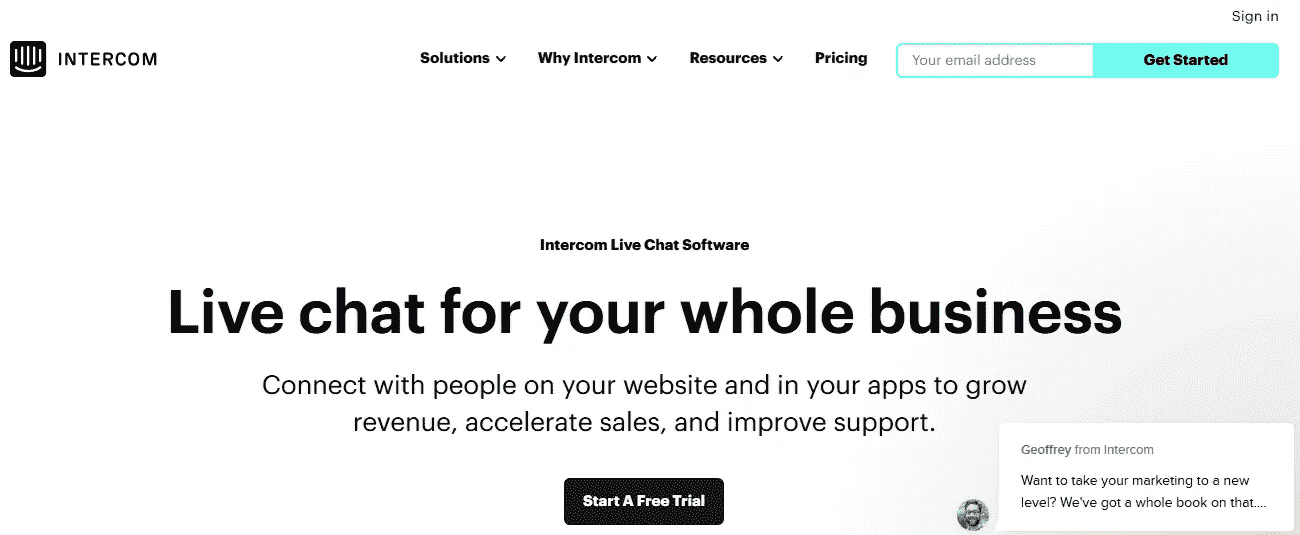 Sign in
INTERCOM
Solutions
Why Intercom
Resources
Pricing
Your email address
Get Started
Intercom Live Chat Software
Live chat for your whole business
Connect with people on your website and in your apps to grow
revenue, accelerate sales, and improve support.
Start A Free Trial
Geoffrey from Intercom
Want to take your marketing to a new
level? We've got a whole book on that....